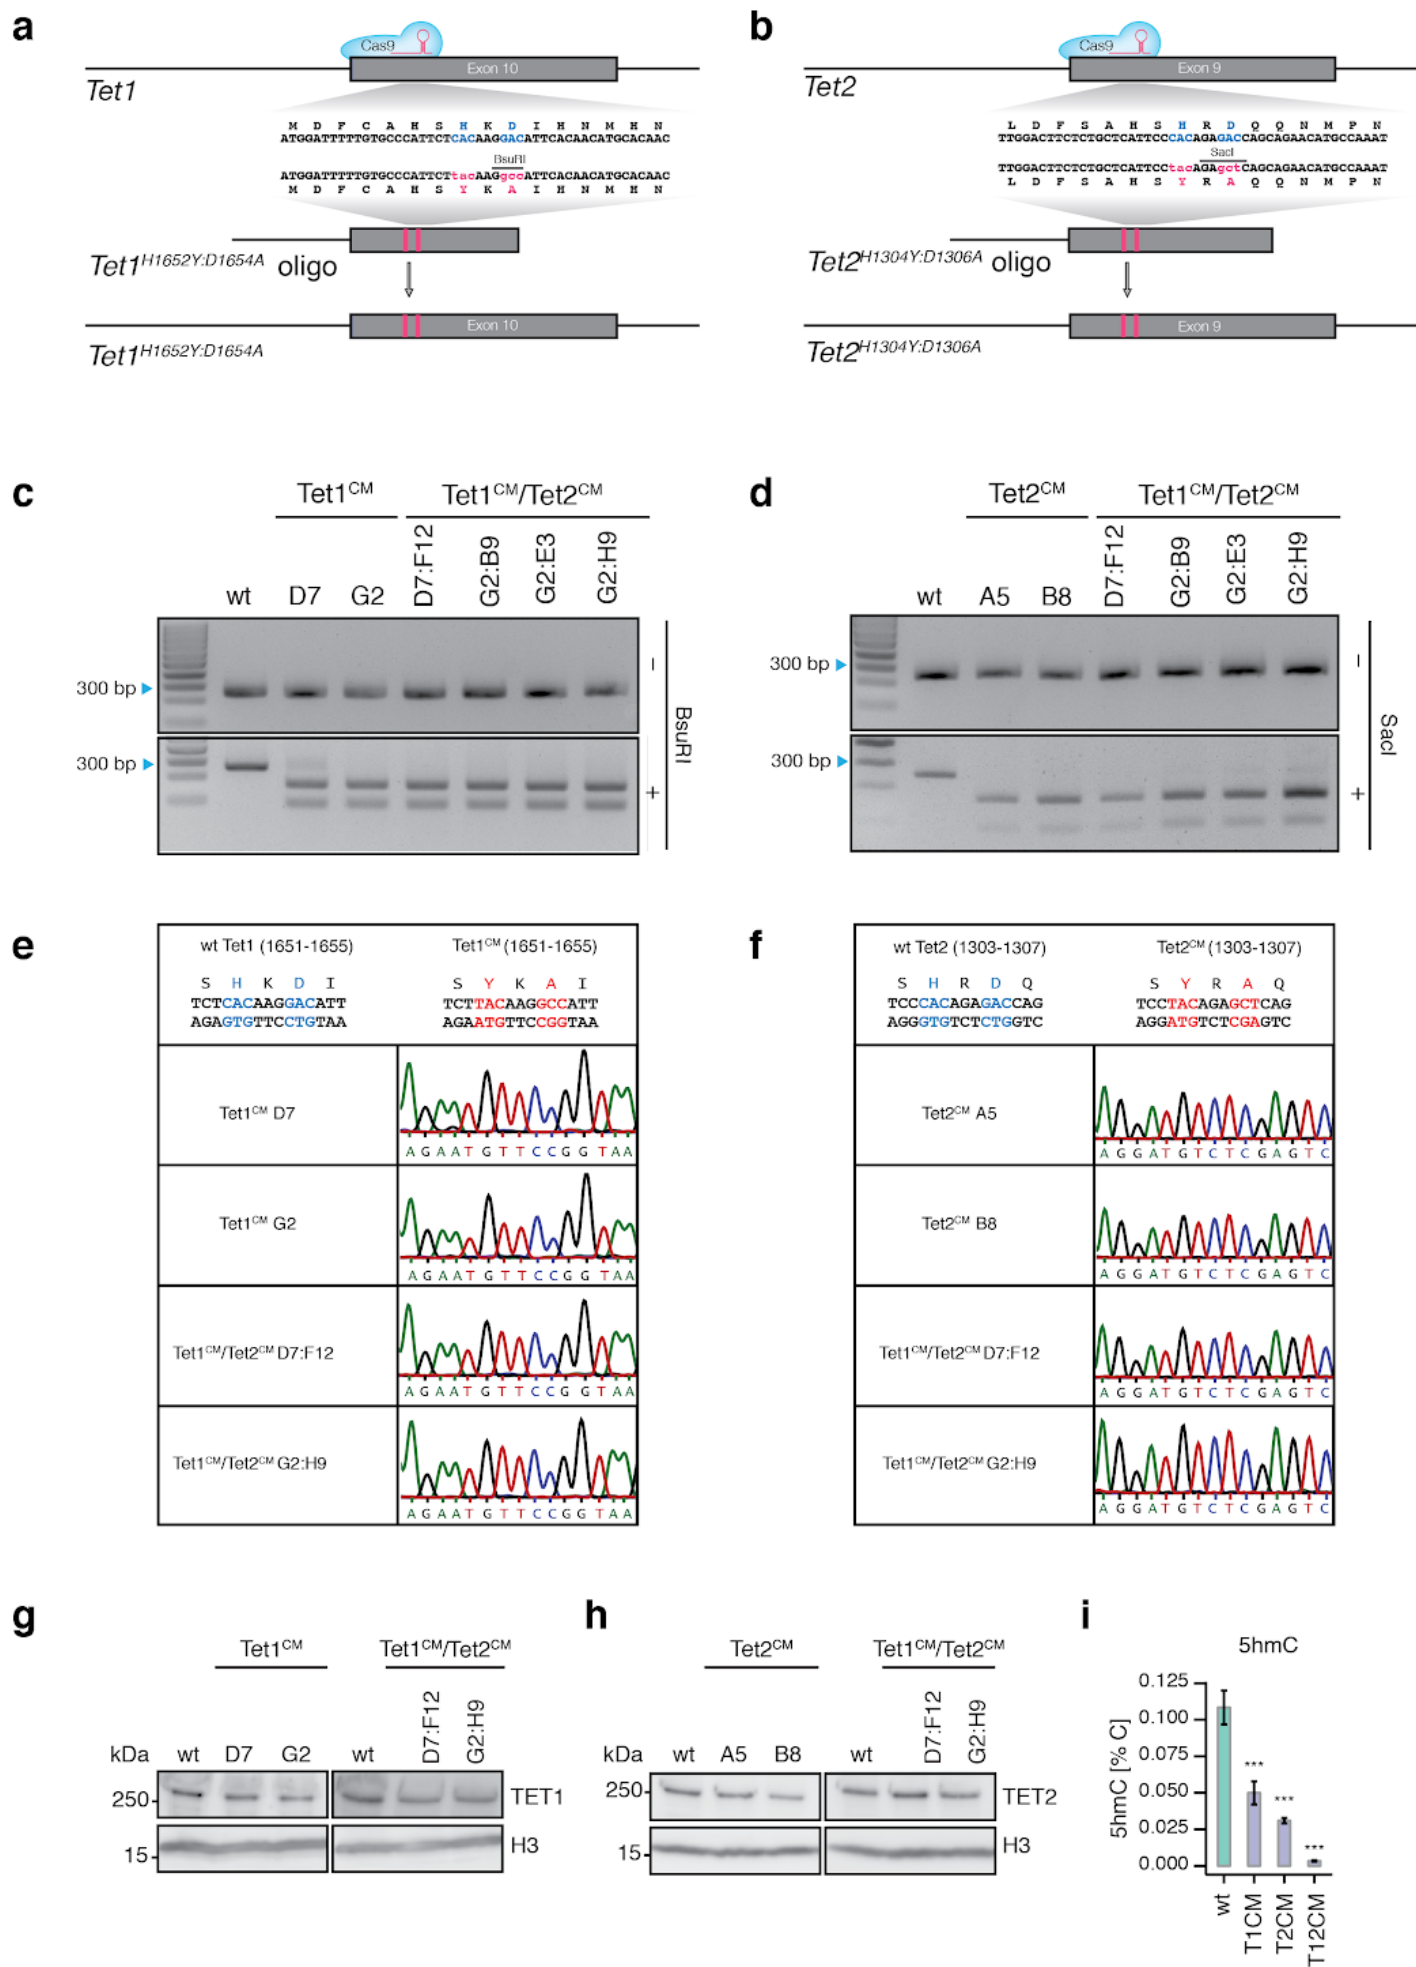 a
Cas9
Exon 10
Tet1
M D F C A H S H K D I H N M H N
ATGGATTTTTGTGCCCATTCTCACAAGGACATTCACAACATGCACAAC
BsuRI
ATGGATTTTTGTGCCCATTCTtacAAGgccATTCACAACATGCACAAC
M D F C A H S Y K A I H N M H N
Tet1H1652Y:D1654A oligo
Exon 10
Tet1H1652Y:D1654A
b
Cas9
Exon 9
Tet2
L D F S A H S H R D Q Q N M P N
TTGGACTTCTCTGCTCATTCCCACAGAGACCAGCAGAACATGCCAAAT
SacI
TTGGACTTCTCTGCTCATTCCtacAGAgctCAGCAGAACATGCCAAAT
L D F S A H S Y R A Q Q N M P N
Tet2H1304Y:D1306A oligo
Exon 9
Tet2H1304Y:D1306A
c
Tet1CM
Tet1CM/Tet2CM
wt
D7
G2
D7:F12
G2:B9
G2:E3
G2:H9
300 bp
–
300 bp
+
BsuRI
d
Tet2CM
Tet1CM/Tet2CM
wt
A5
B8
D7:F12
G2:B9
G2:E3
G2:H9
300 bp
–
300 bp
+
SacI
e
wt Tet1 (1651-1655)
S H K D I
TCTCACAAGGACATT
AGAGTGTTCCTGTAA
Tet1CM (1651-1655)
S Y K A I
TCTTACAAGGCCATT
AGAATGTTCCGGTAA
Tet1CM D7
A G A A T G T T C C G G T A A
Tet1CM G2
A G A A T G T T C C G G T A A
Tet1CM/Tet2CM D7:F12
A G A A T G T T C C G G T A A
Tet1CM/Tet2CM G2:H9
A G A A T G T T C C G G T A A
f
wt Tet2 (1303-1307)
S H R D Q
TCCCACAGAGACCAG
AGGGTGTCTCTGGTC
Tet2CM (1303-1307)
S Y R A Q
TCCTACAGAGCTCAG
AGGATGTCTCGAGTC
Tet2CM A5
A G G A T G T C T C G A G T C
Tet2CM B8
A G G A T G T C T C G A G T C
Tet1CM/Tet2CM D7:F12
A G G A T G T C T C G A G T C
Tet1CM/Tet2CM G2:H9
A G G A T G T C T C G A G T C
g
Tet1CM
Tet1CM/Tet2CM
kDa
wt
D7
G2
wt
D7:F12
G2:H9
250
TET1
15
H3
h
Tet2CM
Tet1CM/Tet2CM
kDa
wt
A5
B8
wt
D7:F12
G2:H9
250
TET2
15
H3
i
5hmC
5hmC [% C]
0.125
0.100
0.075
0.050
0.025
0.000
***
***
***
wt
T1CM
T2CM
T12CM